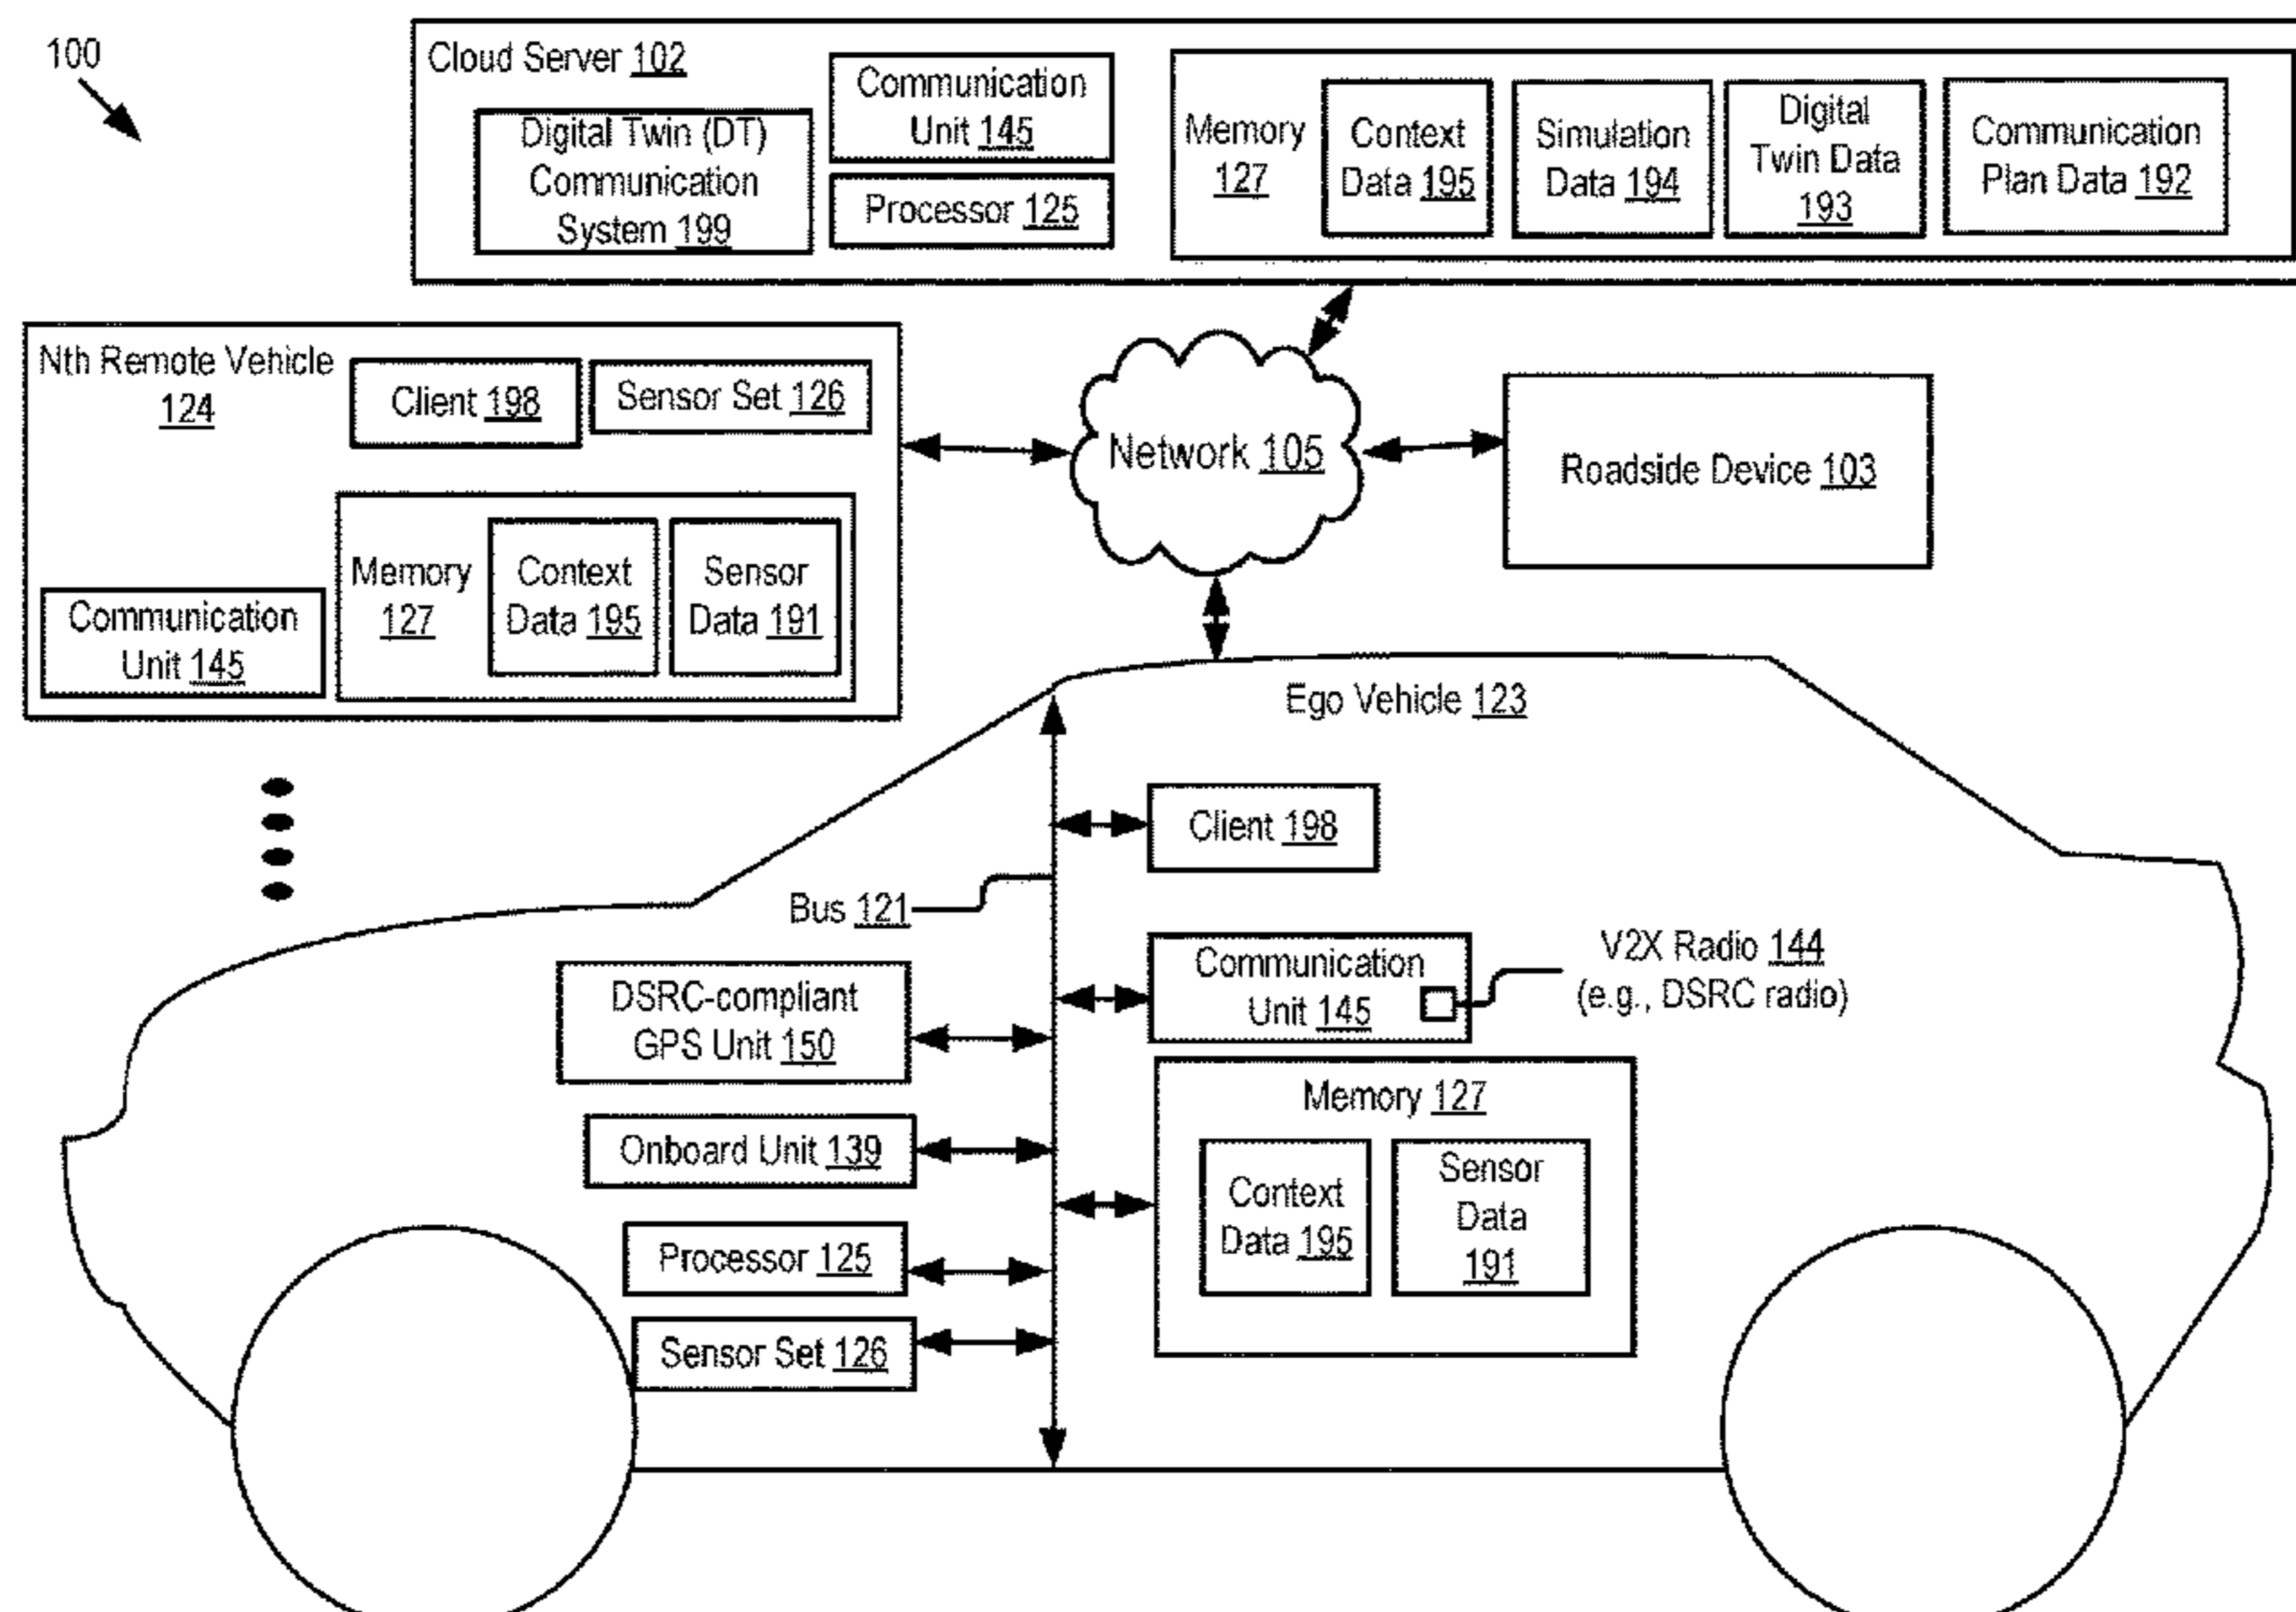 100
Cloud Server 102
Digital Twin (DT)
Communication
System 199
Communication
Unit 145
Processor 125
Memory
127
Context
Data 195
Simulation
Data 194
Digital
Twin Data
193
Communication
Plan Data 192
Nth Remote Vehicle
124
Client 198
Sensor Set 126
Communication
Unit 145
Memory
127
Context
Data 195
Sensor
Data 191
Network 105
Roadside Device 103
Ego Vehicle 123
Client 198
Bus 121
Communication
Unit 145
V2X Radio 144
(e.g., DSRC radio)
DSRC-compliant
GPS Unit 150
Onboard Unit 139
Processor 125
Sensor Set 126
Memory 127
Context
Data 195
Sensor
Data
191